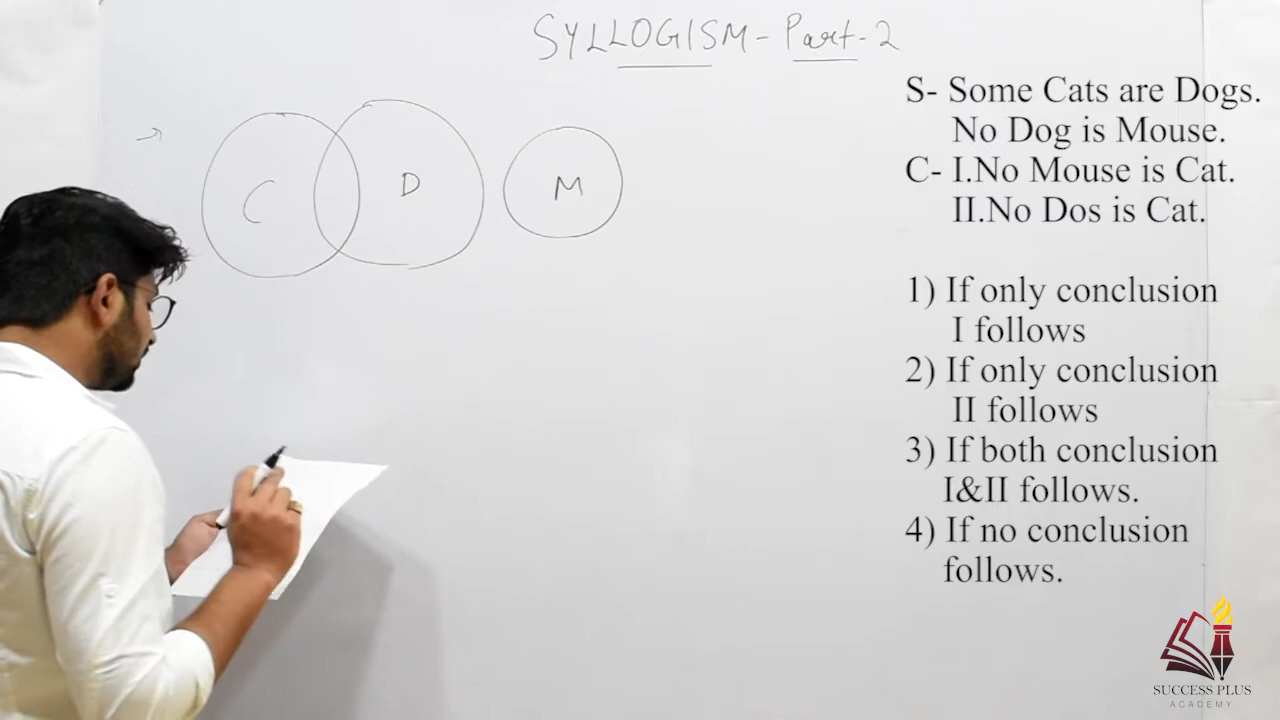 SYLLOGISM - Part - 2
S- Some Cats are Dogs.
No Dog is Mouse.
C- I.No Mouse is Cat.
II.No Dos is Cat.
C D M
1) If only conclusion
I follows
2) If only conclusion
II follows
3) If both conclusion
I&II follows.
4) If no conclusion
follows.
SUCCESS PLUS
ACADEMY